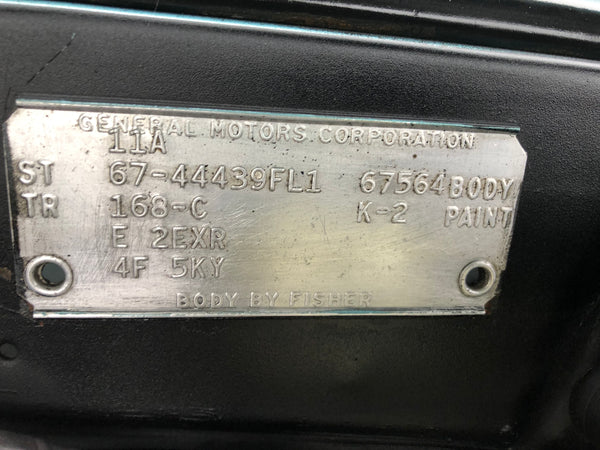 GENERAL MOTORS CORPORATION
11A
ST 67-44439FL1 67564 BODY
TR 168-C K-2 PAINT
E 2EXR
4F 5KY
BODY BY FISHER